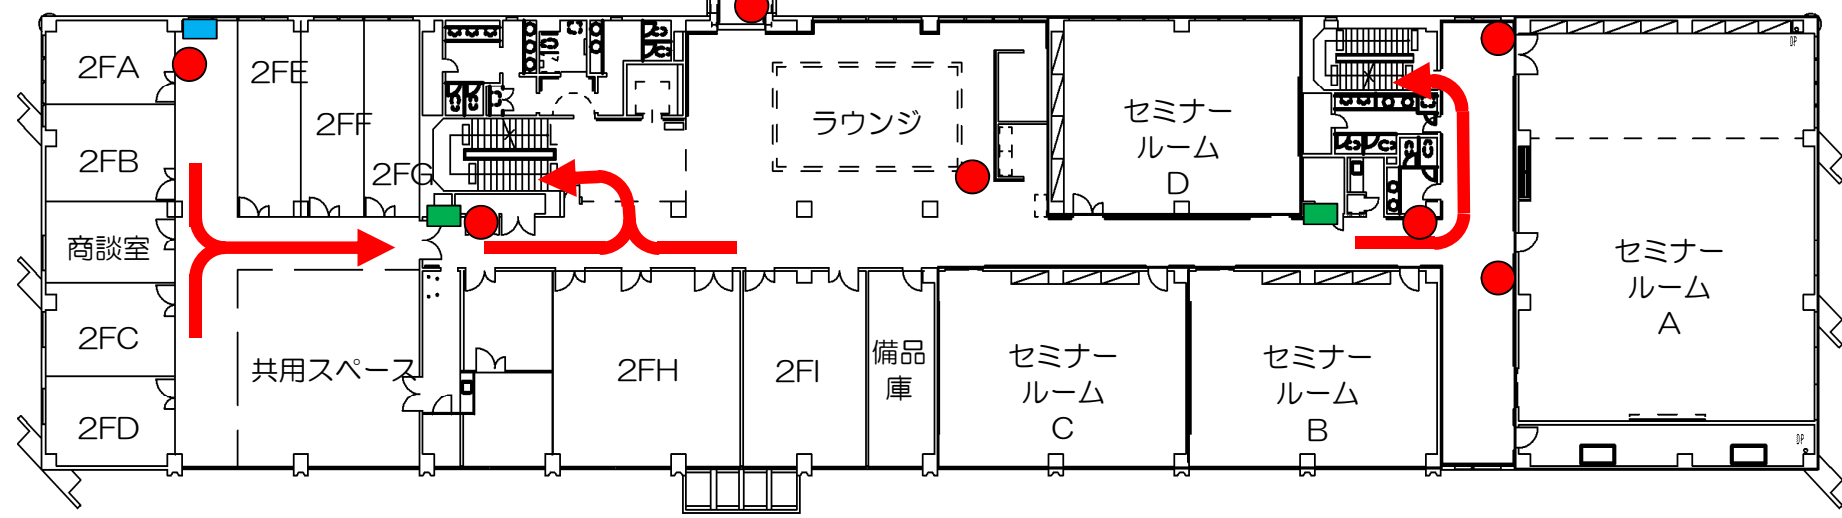 2FA
2FB
商談室
2FC
2FD
2FE
2FF
2FG
共用スペース
2FH
2FI
備品
庫
ラウンジ
セミナー
ルーム
D
セミナー
ルーム
C
セミナー
ルーム
B
セミナー
ルーム
A
DP
DP